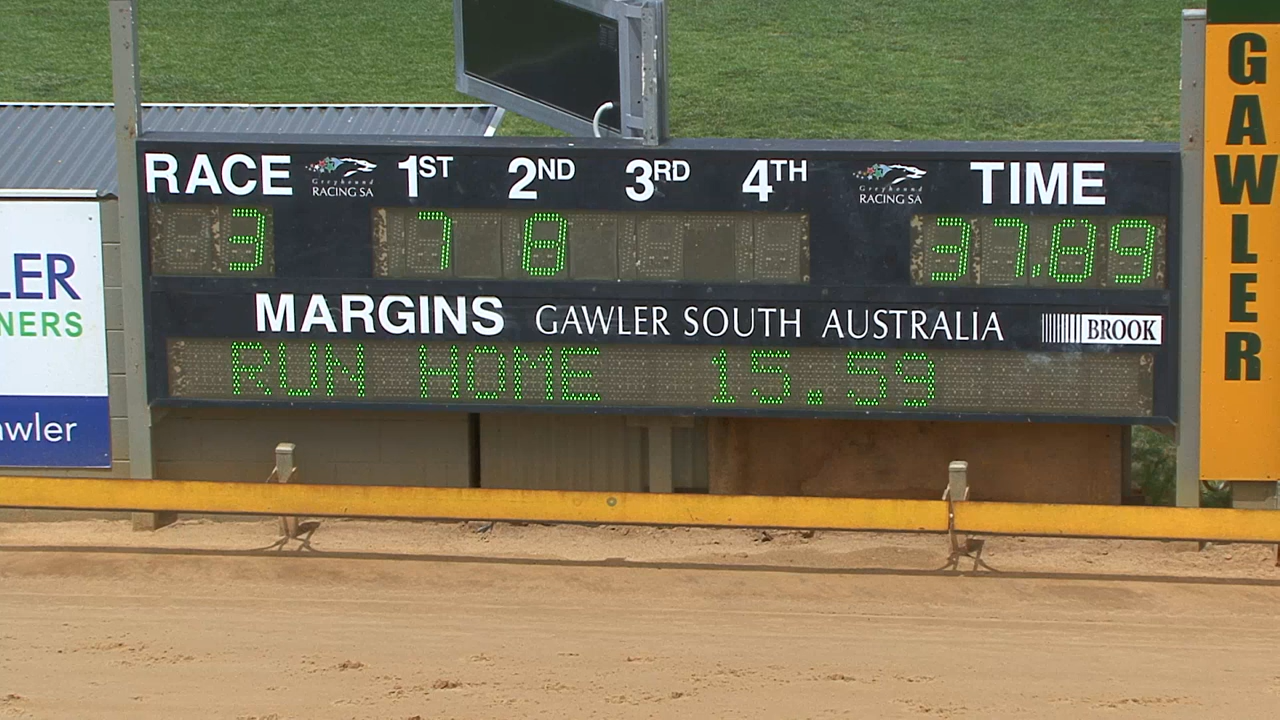 RACE Greyhound RACING SA 1ST 2ND 3RD 4TH Greyhound RACING SA TIME
3 7 8 37.89
MARGINS GAWLER SOUTH AUSTRALIA BROOK
RUN HOME 15.59
GAWLER
LER
NERS
awler